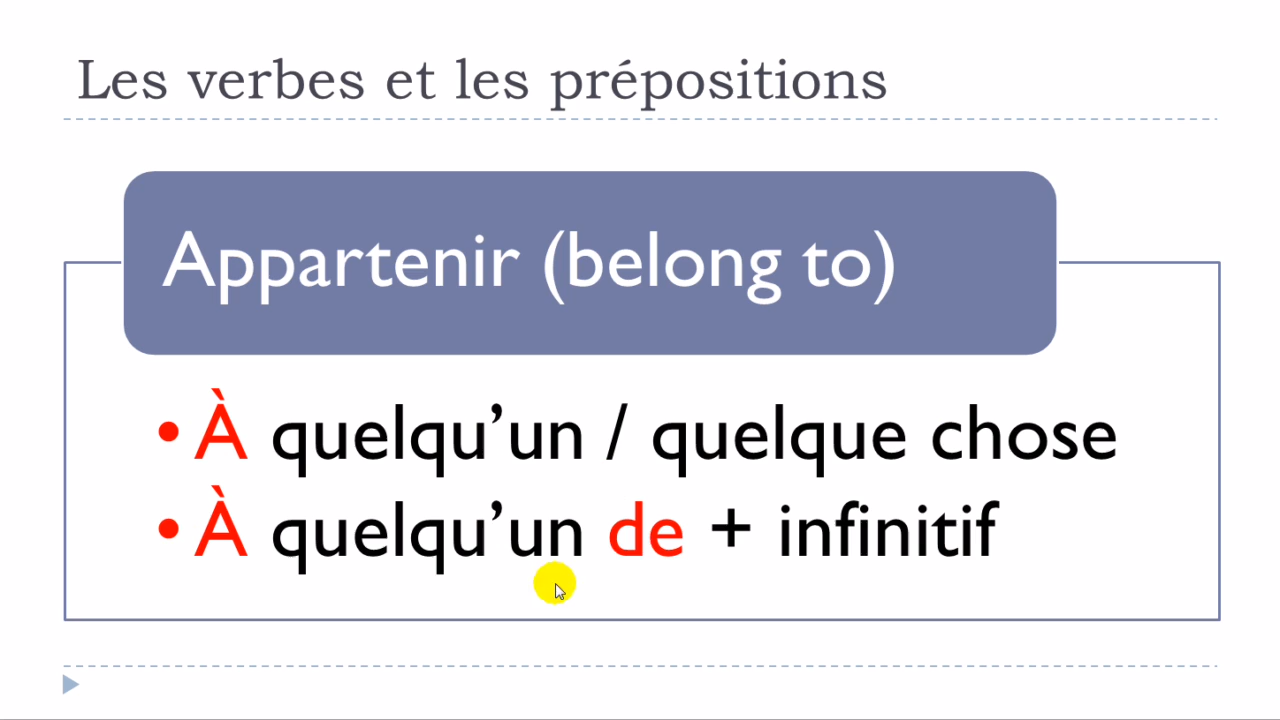 Les verbes et les prépositions
Appartenir (belong to)
• À quelqu’un / quelque chose
• À quelqu’un de + infinitif